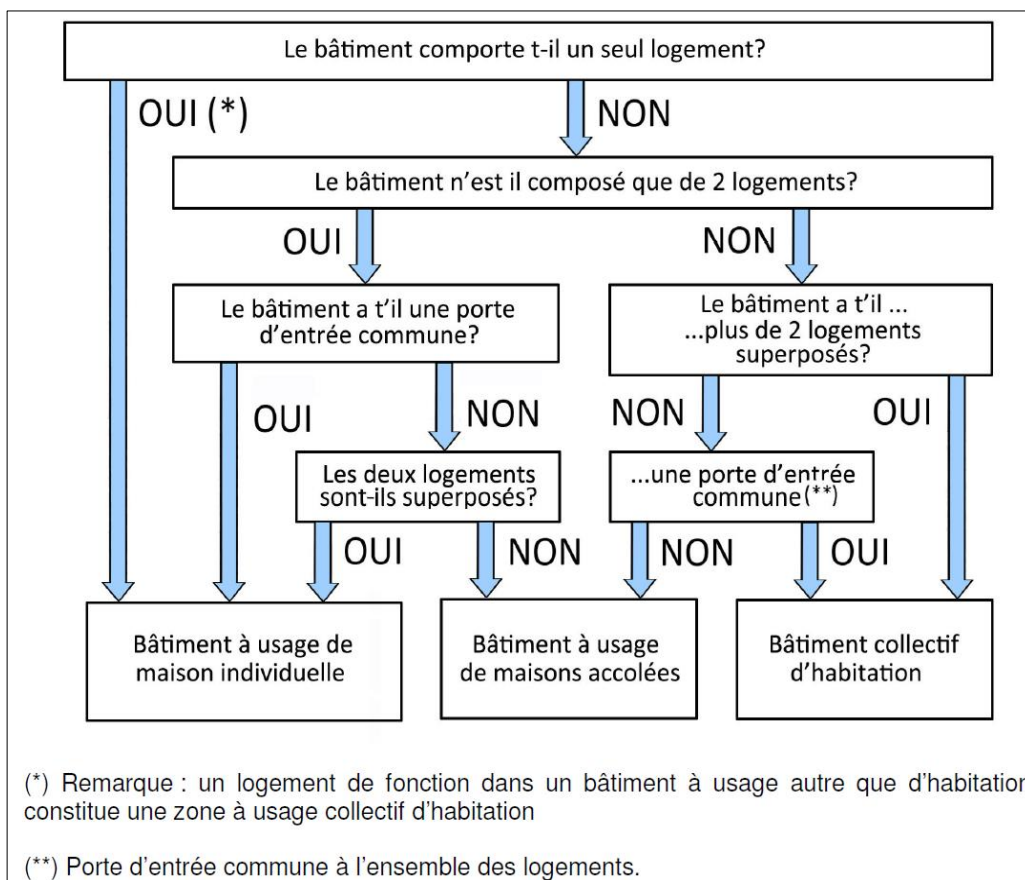 Le bâtiment comporte t-il un seul logement?
OUI (*)
NON
Le bâtiment n'est il composé que de 2 logements?
OUI
NON
Le bâtiment a t'il une porte
d'entrée commune?
Le bâtiment a t'il ...
...plus de 2 logements
superposés?
OUI
NON
NON
OUI
Les deux logements
sont-ils superposés?
...une porte d'entrée
commune(**)
OUI
NON
NON
OUI
Bâtiment à usage de
maison individuelle
Bâtiment à usage
de maisons accolées
Bâtiment collectif
d'habitation
(*) Remarque : un logement de fonction dans un bâtiment à usage autre que d'habitation
constitue une zone à usage collectif d'habitation
(**) Porte d'entrée commune à l'ensemble des logements.